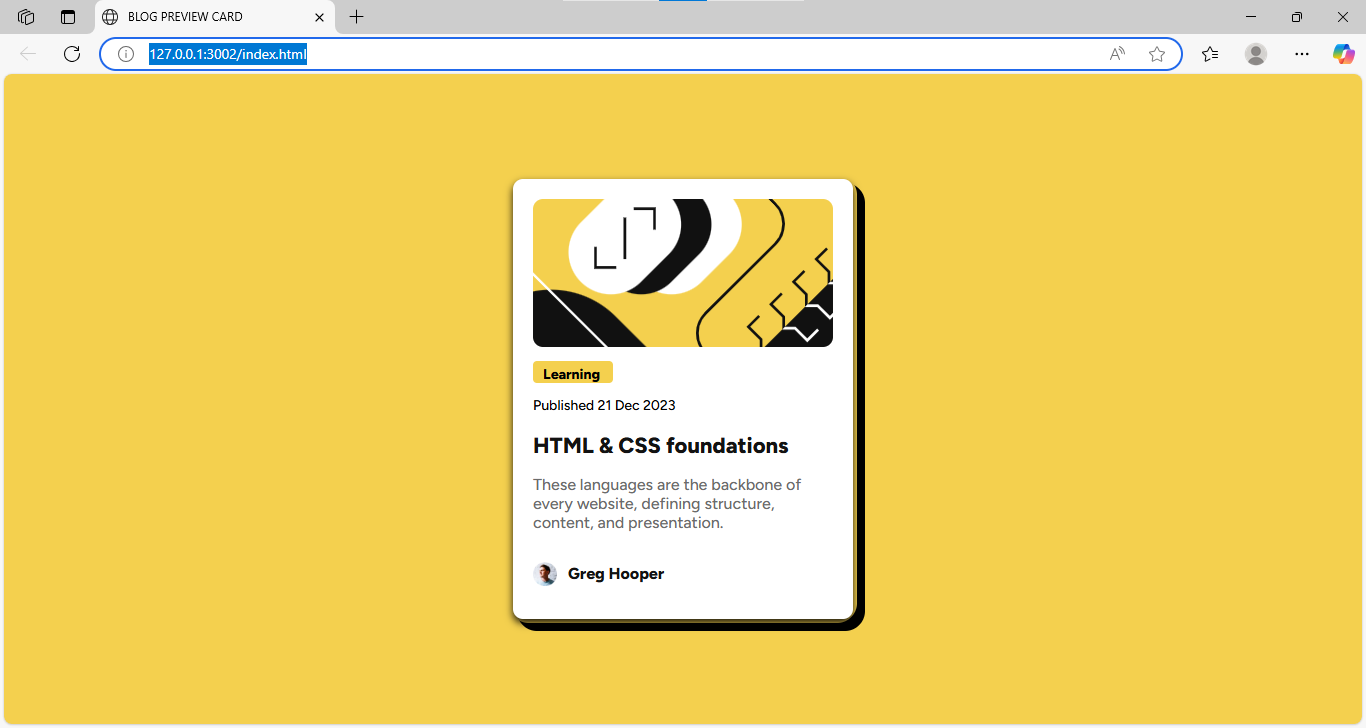 BLOG PREVIEW CARD
127.0.0.1:3002/index.html
Learning
Published 21 Dec 2023
HTML & CSS foundations
These languages are the backbone of
every website, defining structure,
content, and presentation.
Greg Hooper